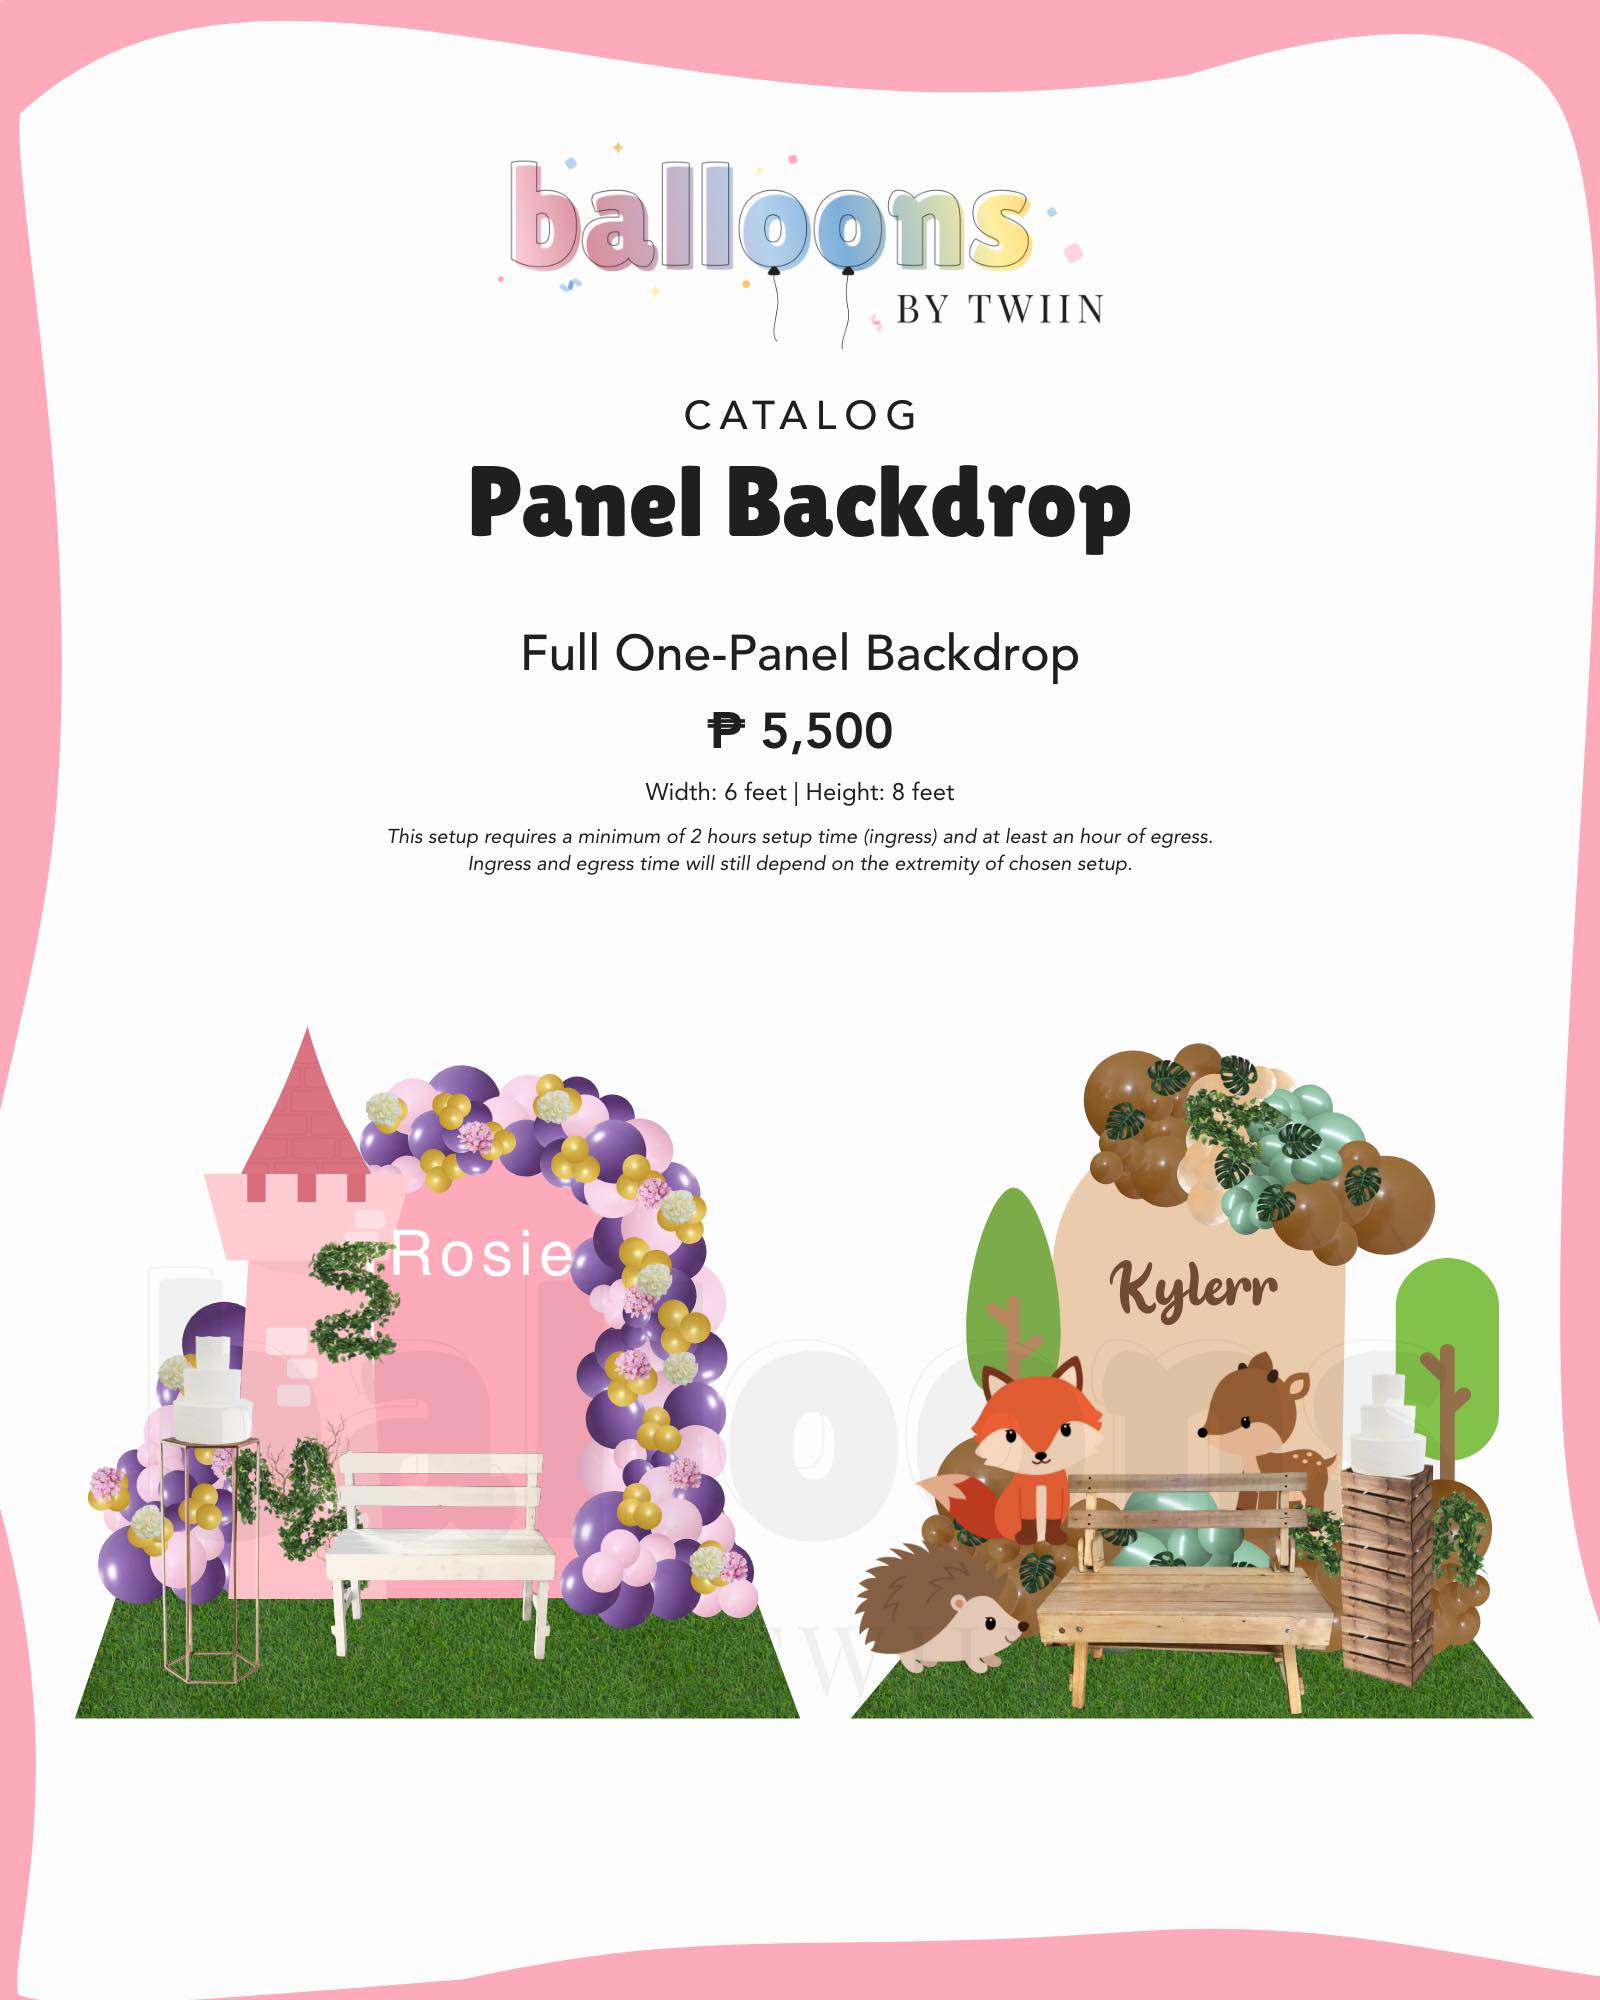 balloons
BY TWIIN
CATALOG
Panel Backdrop
Full One-Panel Backdrop
₱ 5,500
Width: 6 feet | Height: 8 feet
This setup requires a minimum of 2 hours setup time (ingress) and at least an hour of egress.
Ingress and egress time will still depend on the extremity of chosen setup.
Rosie
Kylerr
balloons
TWII